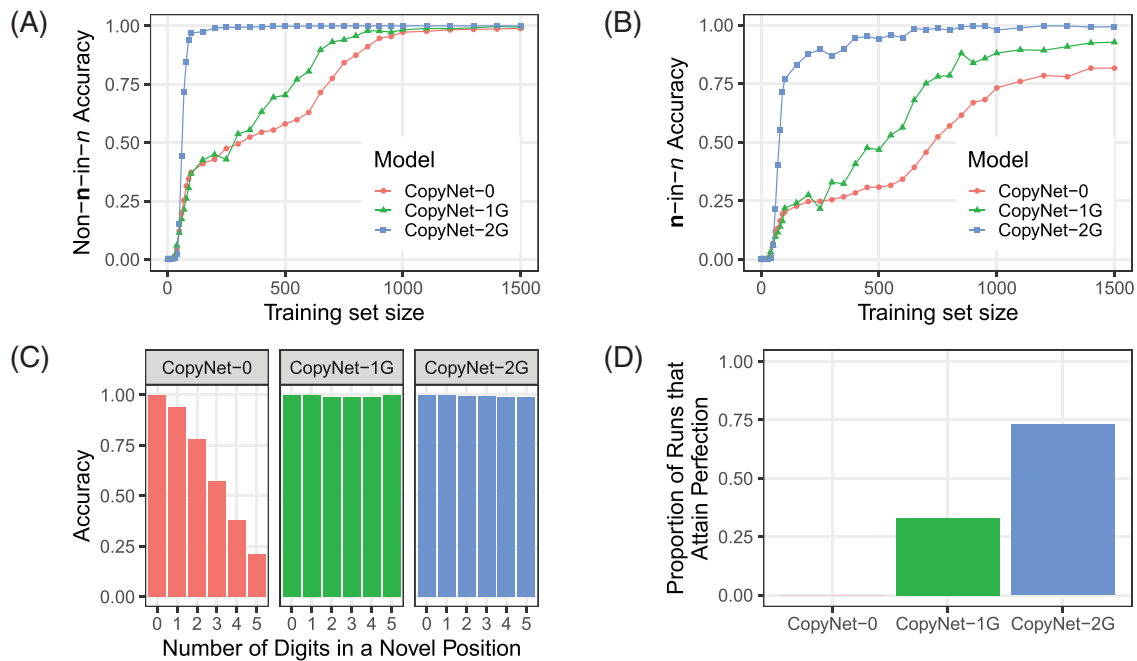 (A)
Non−n−in−n Accuracy
1.00
0.75
0.50
0.25
0.00
0 500 1000 1500
Training set size
Model
CopyNet−0
CopyNet−1G
CopyNet−2G
(B)
n−in−n Accuracy
1.00
0.75
0.50
0.25
0.00
0 500 1000 1500
Training set size
Model
CopyNet−0
CopyNet−1G
CopyNet−2G
(C)
CopyNet−0 CopyNet−1G CopyNet−2G
Accuracy
1.00
0.75
0.50
0.25
0.00
0 1 2 3 4 5 0 1 2 3 4 5 0 1 2 3 4 5
Number of Digits in a Novel Position
(D)
Proportion of Runs that
Attain Perfection
1.00
0.75
0.50
0.25
0.00
CopyNet−0 CopyNet−1G CopyNet−2G